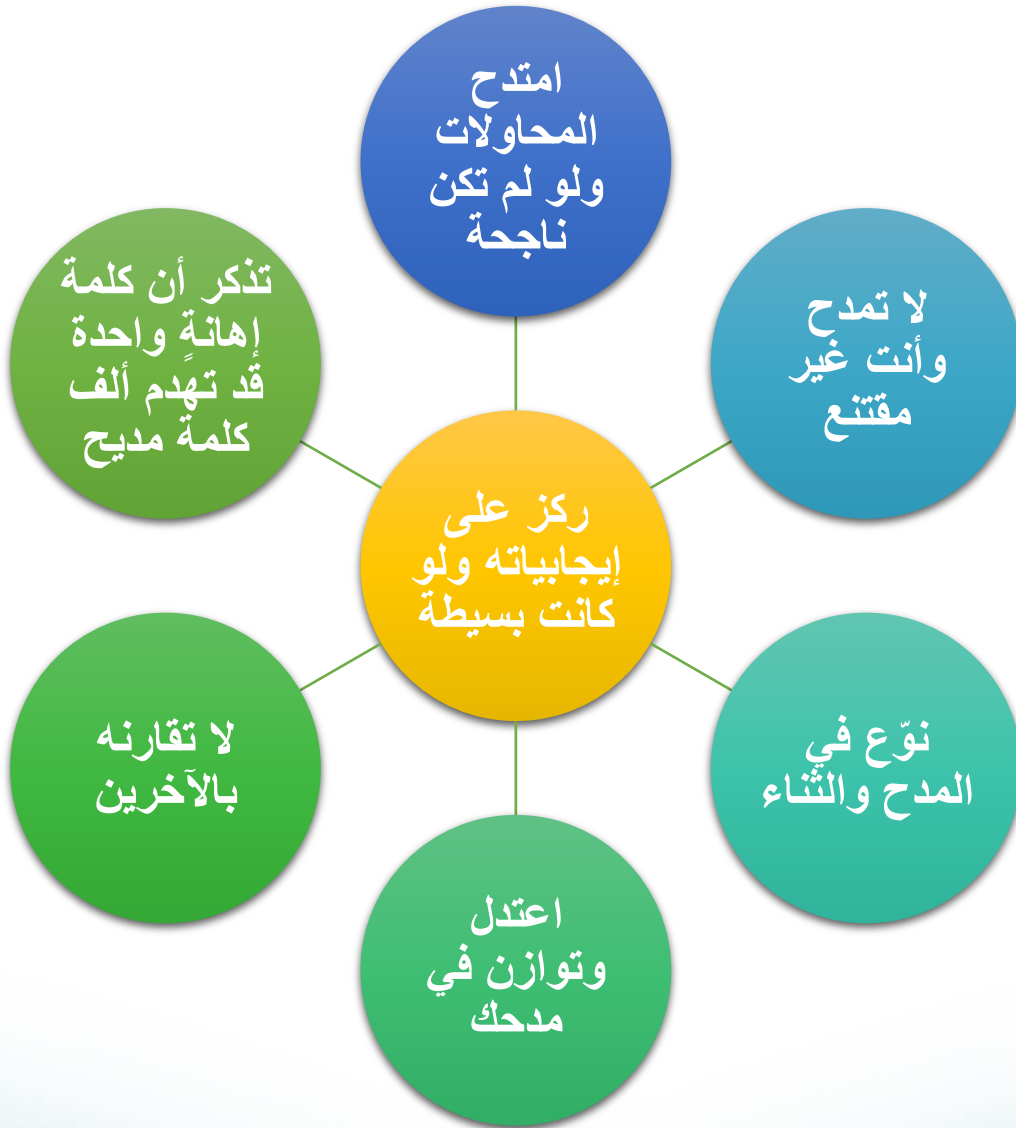 امتدح
المحاولات
ولو لم تكن
ناجحة
لا تمدح
وأنت غير
مقتنع
نوّع في
المدح والثناء
اعتدل
وتوازن في
مدحك
لا تقارنه
بالآخرين
تذكر أن كلمة
إهانةٍ واحدة
قد تهدم ألف
كلمة مديح
ركز على
إيجابياته ولو
كانت بسيطة